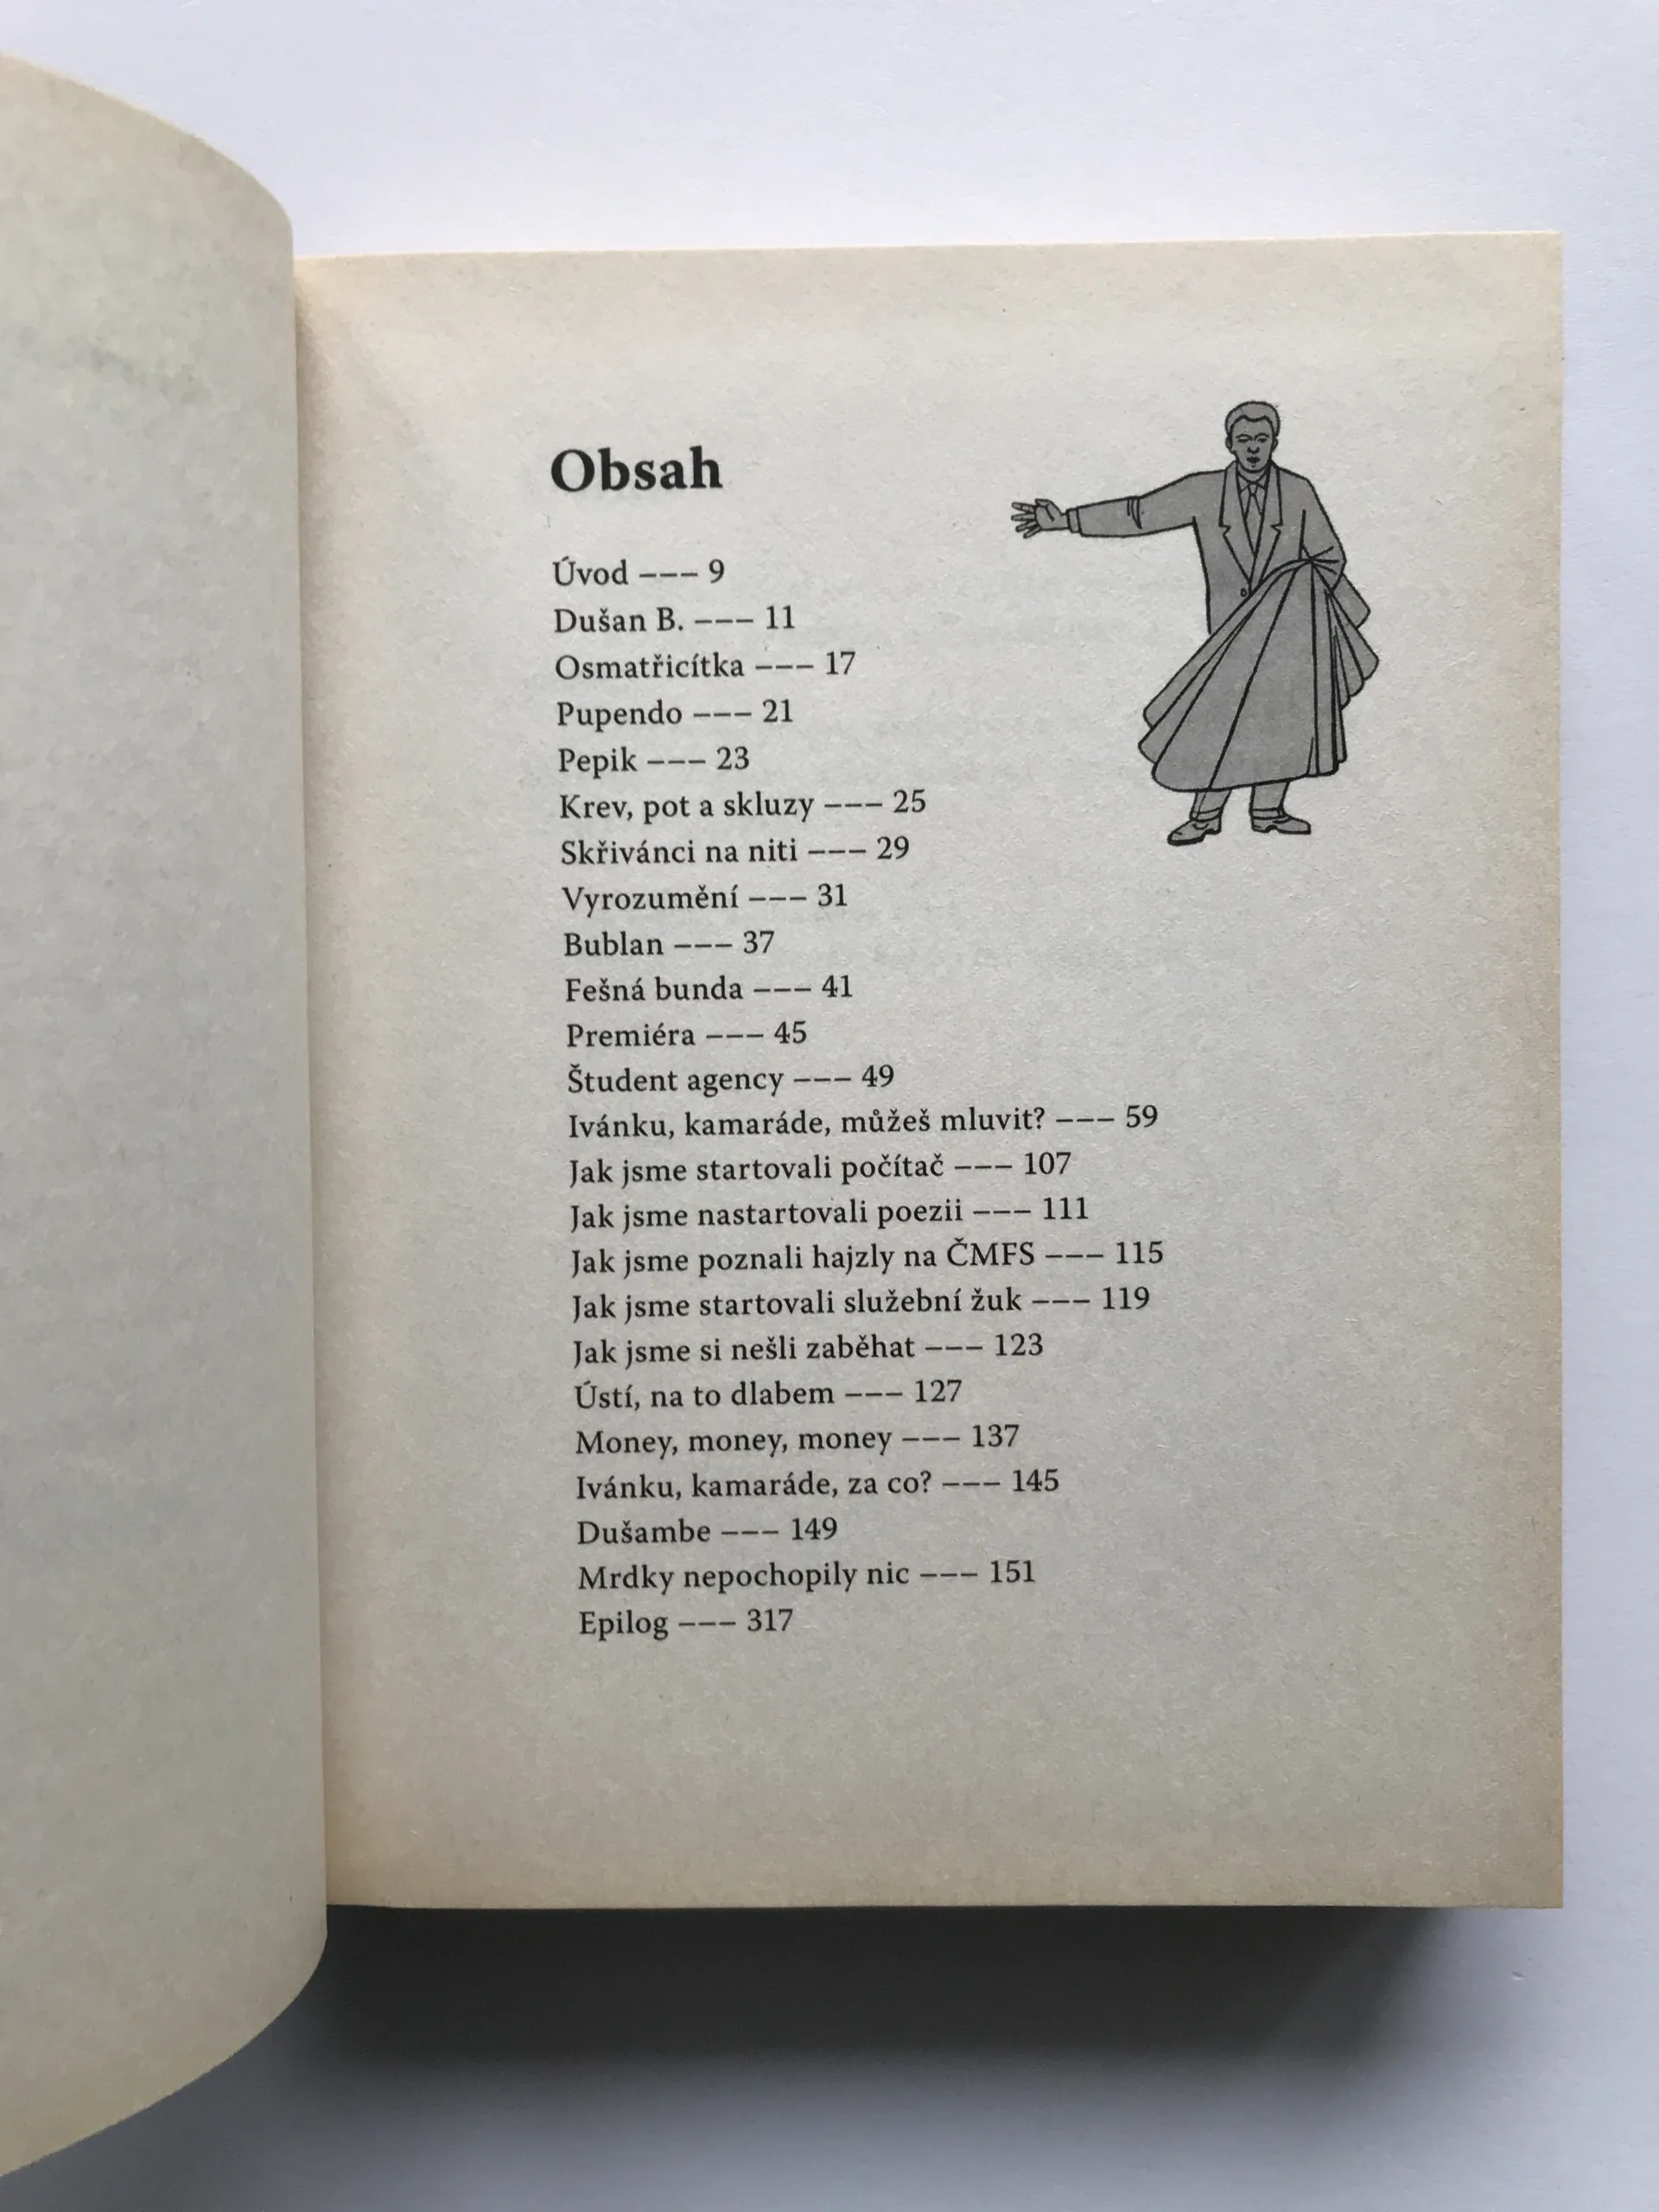 Obsah
Úvod --- 9
Dušan B. --- 11
Osmatřicítka --- 17
Pupendo --- 21
Pepik --- 23
Krev, pot a skluzy --- 25
Skřivánci na niti --- 29
Vyrozumění --- 31
Bublan --- 37
Fešná bunda --- 41
Premiéra --- 45
Študent agency --- 49
Ivánku, kamaráde, můžeš mluvit? --- 59
Jak jsme startovali počítač --- 107
Jak jsme nastartovali poezii --- 111
Jak jsme poznali hajzly na ČMFS --- 115
Jak jsme startovali služební žuk --- 119
Jak jsme si nešli zaběhat --- 123
Ústí, na to dlabem --- 127
Money, money, money --- 137
Ivánku, kamaráde, za co? --- 145
Dušambe --- 149
Mrdky nepochopily nic --- 151
Epilog --- 317